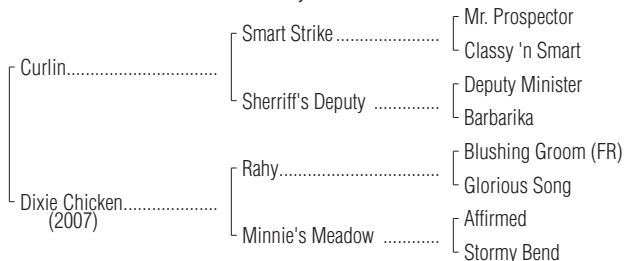 Mr. Prospector
Smart Strike ......................
Classy 'n Smart
Curlin................................
Deputy Minister
Sherriff's Deputy ..............
Barbarika
Blushing Groom (FR)
Rahy..................................
Glorious Song
Dixie Chicken....................
(2007)
Affirmed
Minnie's Meadow ............
Stormy Bend